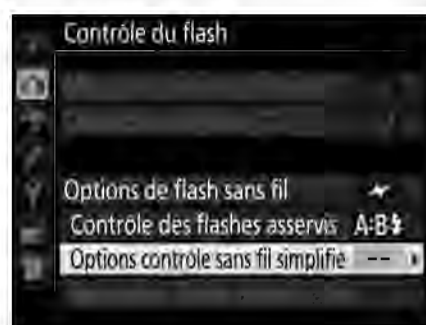 Contrôle du flash
Options de flash sans fil
Contrôle des flashes asservis A:B
Options contrôle sans fil simplifié --